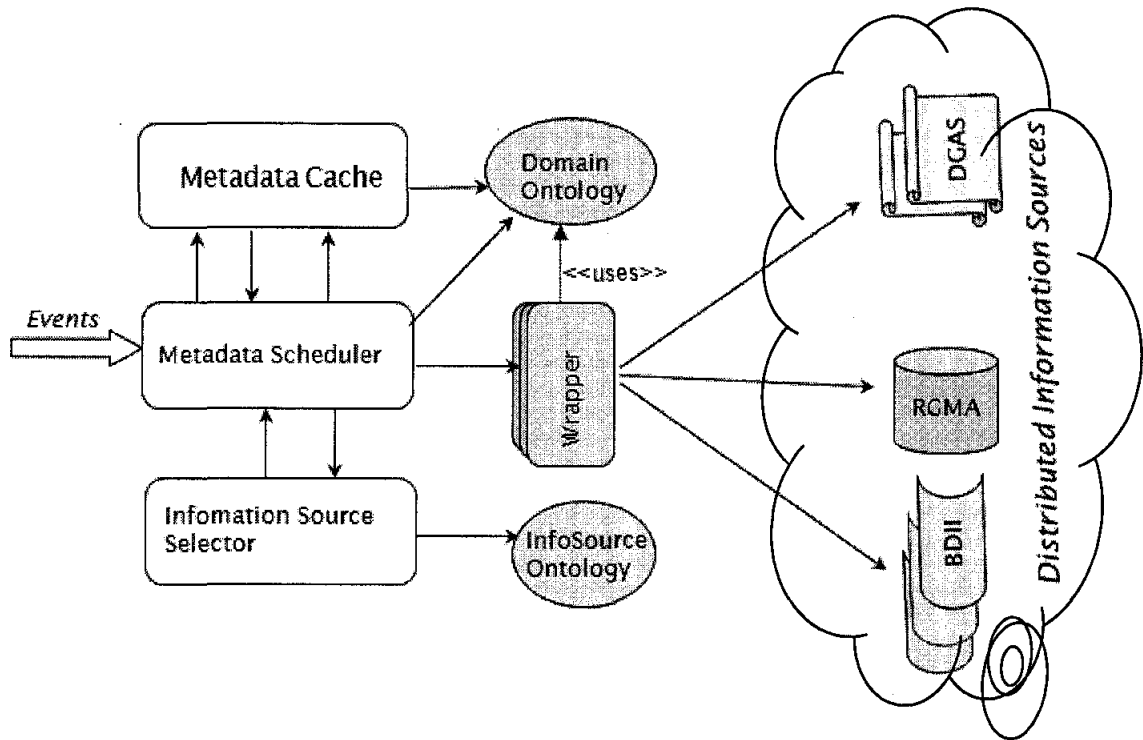 Metadata Cache
Domain
Ontology
DGAS
<<uses>>
Events
Metadata Scheduler
Wrapper
RGMA
Distributed Information Sources
Infomation Source
Selector
InfoSource
Ontology
BDII